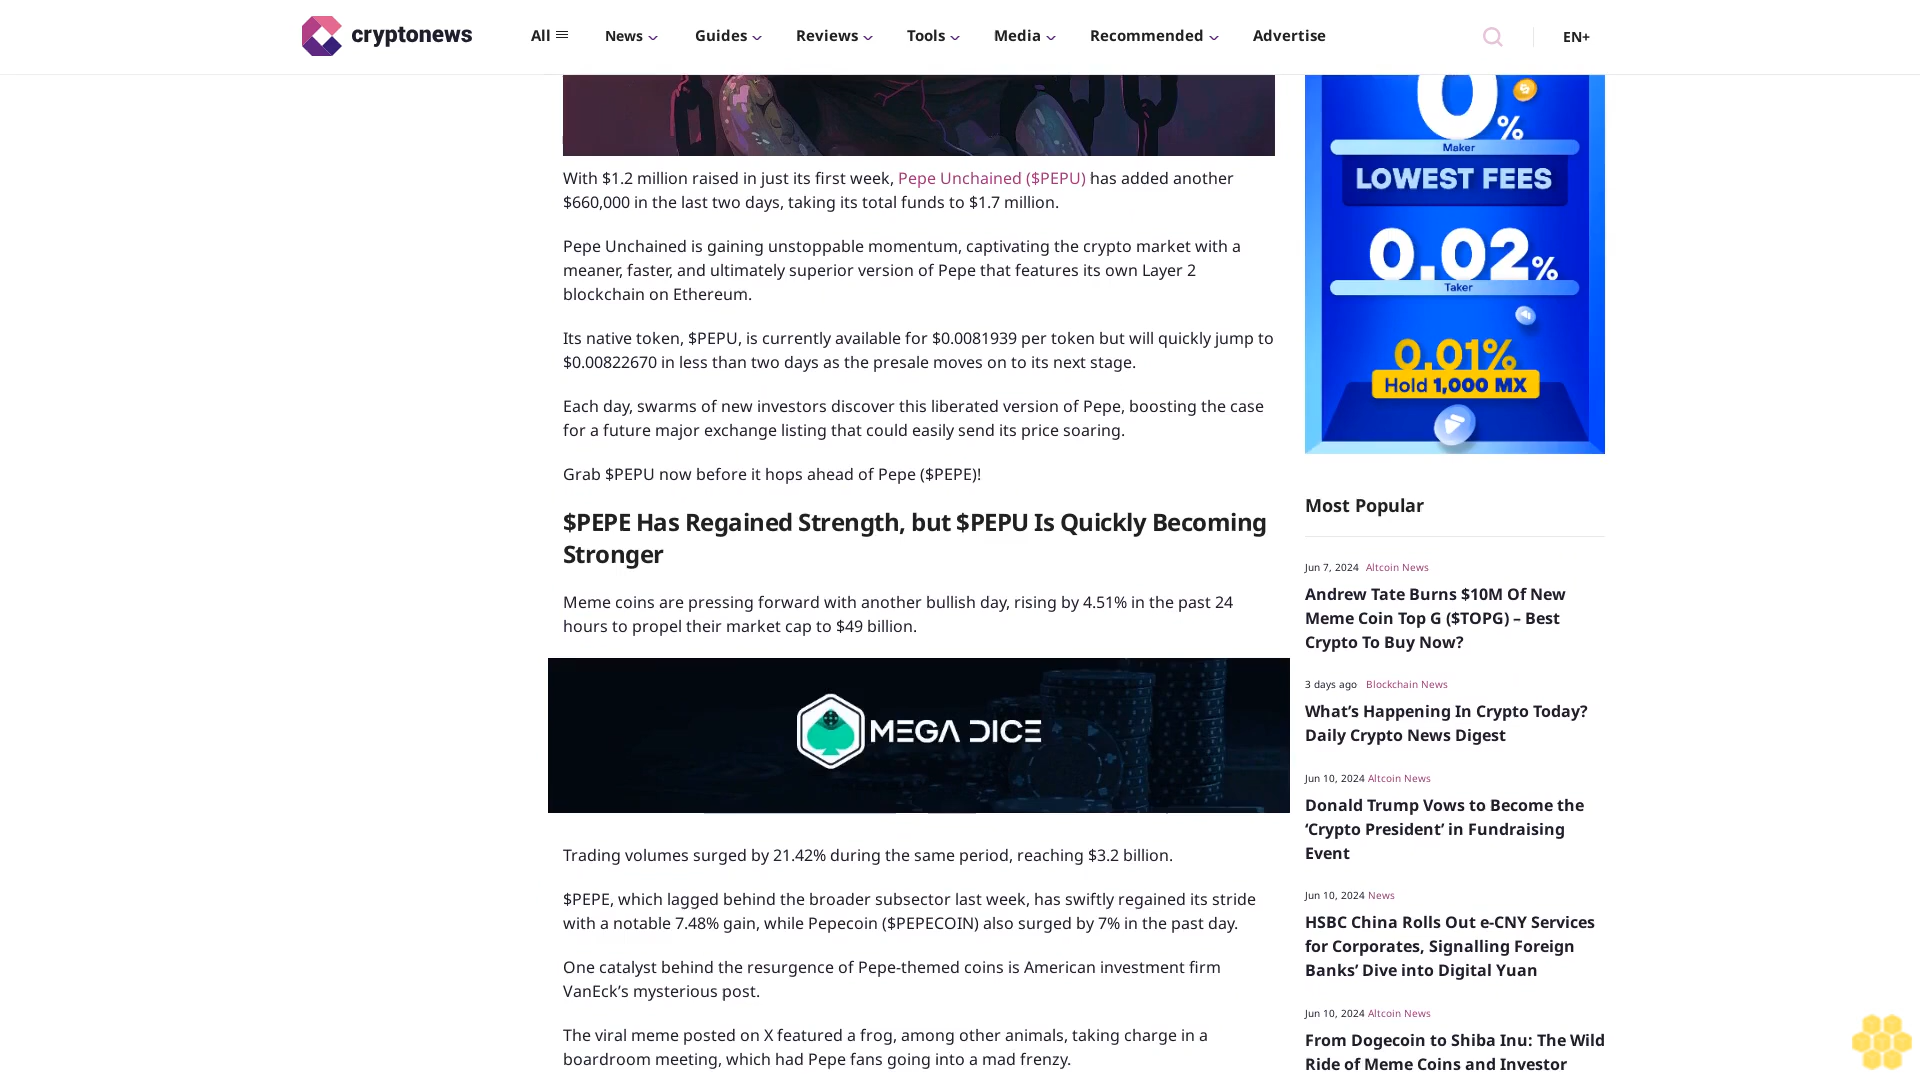 cryptonews
All
News
Guides
Reviews
Tools
Media
Recommended
Advertise
EN+
With $1.2 million raised in just its first week, Pepe Unchained ($PEPU) has added another
$660,000 in the last two days, taking its total funds to $1.7 million.
Pepe Unchained is gaining unstoppable momentum, captivating the crypto market with a
meaner, faster, and ultimately superior version of Pepe that features its own Layer 2
blockchain on Ethereum.
Its native token, $PEPU, is currently available for $0.0081939 per token but will quickly jump to
$0.00822670 in less than two days as the presale moves on to its next stage.
Each day, swarms of new investors discover this liberated version of Pepe, boosting the case
for a future major exchange listing that could easily send its price soaring.
Grab $PEPU now before it hops ahead of Pepe ($PEPE)!
$PEPE Has Regained Strength, but $PEPU Is Quickly Becoming
Stronger
Meme coins are pressing forward with another bullish day, rising by 4.51% in the past 24
hours to propel their market cap to $49 billion.
MEGA DICE
Trading volumes surged by 21.42% during the same period, reaching $3.2 billion.
$PEPE, which lagged behind the broader subsector last week, has swiftly regained its stride
with a notable 7.48% gain, while Pepecoin ($PEPECOIN) also surged by 7% in the past day.
One catalyst behind the resurgence of Pepe-themed coins is American investment firm
VanEck’s mysterious post.
The viral meme posted on X featured a frog, among other animals, taking charge in a
boardroom meeting, which had Pepe fans going into a mad frenzy.
0%
Maker
LOWEST FEES
0.02%
Taker
0.01%
Hold 1,000 MX
Most Popular
Jun 7, 2024 Altcoin News
Andrew Tate Burns $10M Of New
Meme Coin Top G ($TOPG) – Best
Crypto To Buy Now?
3 days ago Blockchain News
What’s Happening In Crypto Today?
Daily Crypto News Digest
Jun 10, 2024 Altcoin News
Donald Trump Vows to Become the
‘Crypto President’ in Fundraising
Event
Jun 10, 2024 News
HSBC China Rolls Out e-CNY Services
for Corporates, Signalling Foreign
Banks’ Dive into Digital Yuan
Jun 10, 2024 Altcoin News
From Dogecoin to Shiba Inu: The Wild
Ride of Meme Coins and Investor